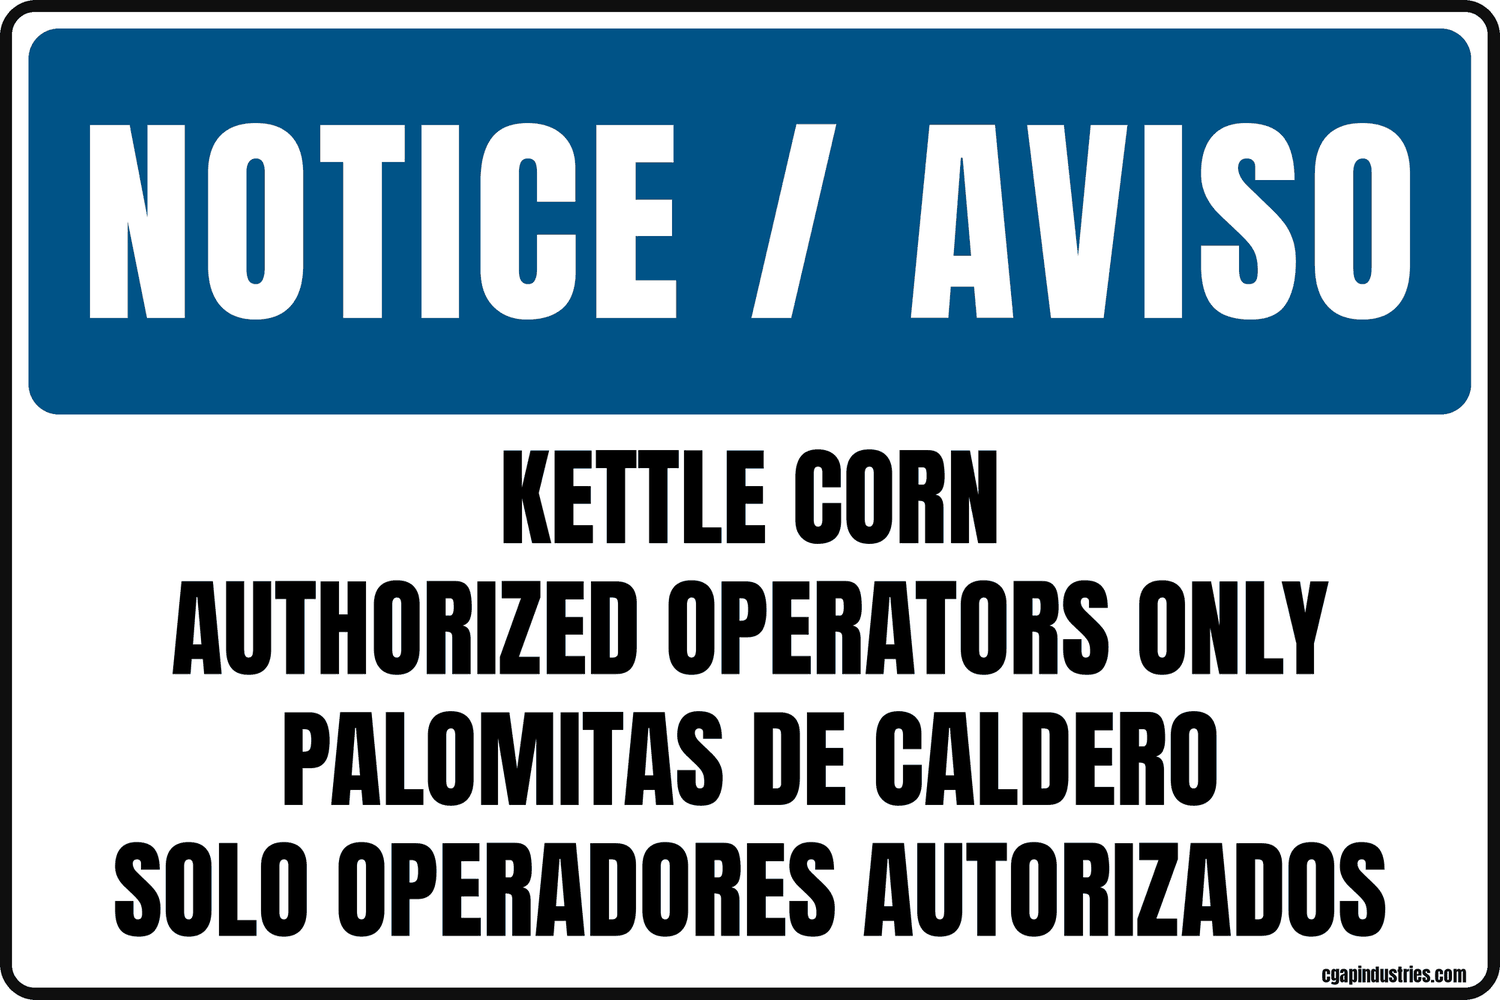 NOTICE / AVISO
KETTLE CORN
AUTHORIZED OPERATORS ONLY
PALOMITAS DE CALDERO
SOLO OPERADORES AUTORIZADOS
cgapindustries.com